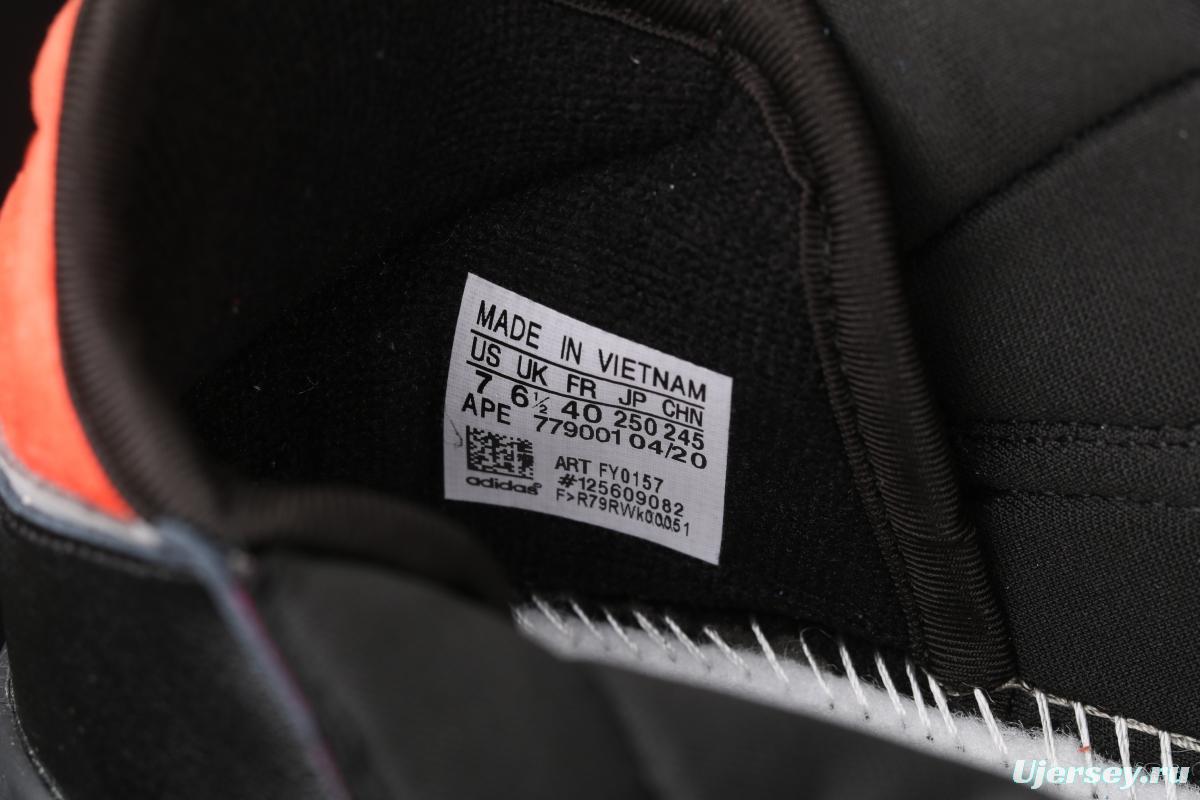 MADE IN VIETNAM
US UK FR JP CHN
7 6½ 40 250 245
APE 779001 04/20
ART FY0157
#125609082
F>R79RWk00051
adidas®
Ujersey.ru